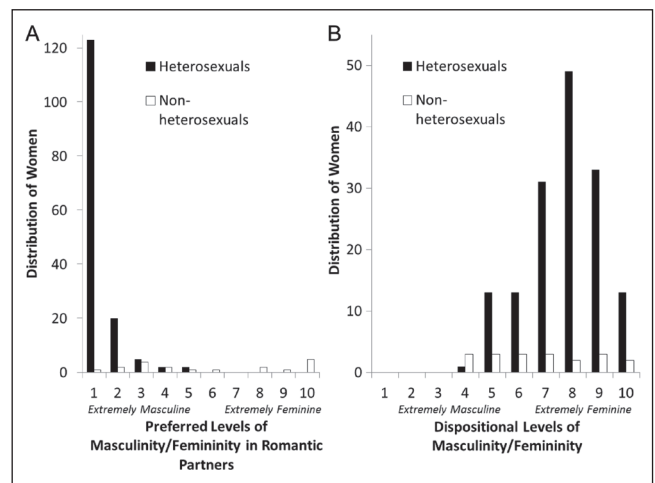 A
120
100
80
60
40
20
0
Distribution of Women
Heterosexuals
Non-
heterosexuals
1 2 3 4 5 6 7 8 9 10
Extremely Masculine Extremely Feminine
Preferred Levels of
Masculinity/Femininity in Romantic
Partners
B
50
40
30
20
10
0
Distribution of Women
Heterosexuals
Non-
heterosexuals
1 2 3 4 5 6 7 8 9 10
Extremely Masculine Extremely Feminine
Dispositional Levels of
Masculinity/Femininity